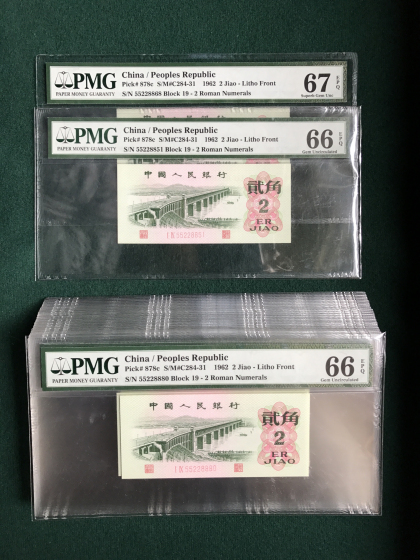 PMG
PAPER MONEY GUARANTY
China / Peoples Republic
Pick# 878c S/M#C284-31 1962 2 Jiao - Litho Front
S/N 55228868 Block 19 - 2 Roman Numerals
67 EPQ
Superb Gem Unc
PMG
PAPER MONEY GUARANTY
China / Peoples Republic
Pick# 878c S/M#C284-31 1962 2 Jiao - Litho Front
S/N 55228851 Block 19 - 2 Roman Numerals
66 EPQ
Gem Uncirculated
中國人民銀行
貳角
2
ER
JIAO
I IX 55228851
PMG
PAPER MONEY GUARANTY
China / Peoples Republic
Pick# 878c S/M#C284-31 1962 2 Jiao - Litho Front
S/N 55228880 Block 19 - 2 Roman Numerals
66 EPQ
Gem Uncirculated
中國人民銀行
貳角
2
ER
JIAO
I IX 55228880